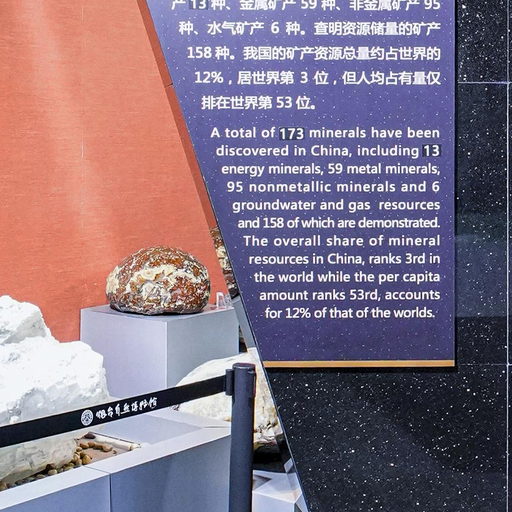 产 13 种、金属矿产 59 种、非金属矿产 95
种、水气矿产 6 种。查明资源储量的矿产
158 种。我国的矿产资源总量约占世界的
12%，居世界第 3 位，但人均占有量仅
排在世界第 53 位。
A total of 173 minerals have been
discovered in China, including 13
energy minerals, 59 metal minerals,
95 nonmetallic minerals and 6
groundwater and gas resources
and 158 of which are demonstrated.
The overall share of mineral
resources in China, ranks 3rd in
the world while the per capita
amount ranks 53rd, accounts
for 12% of that of the worlds.